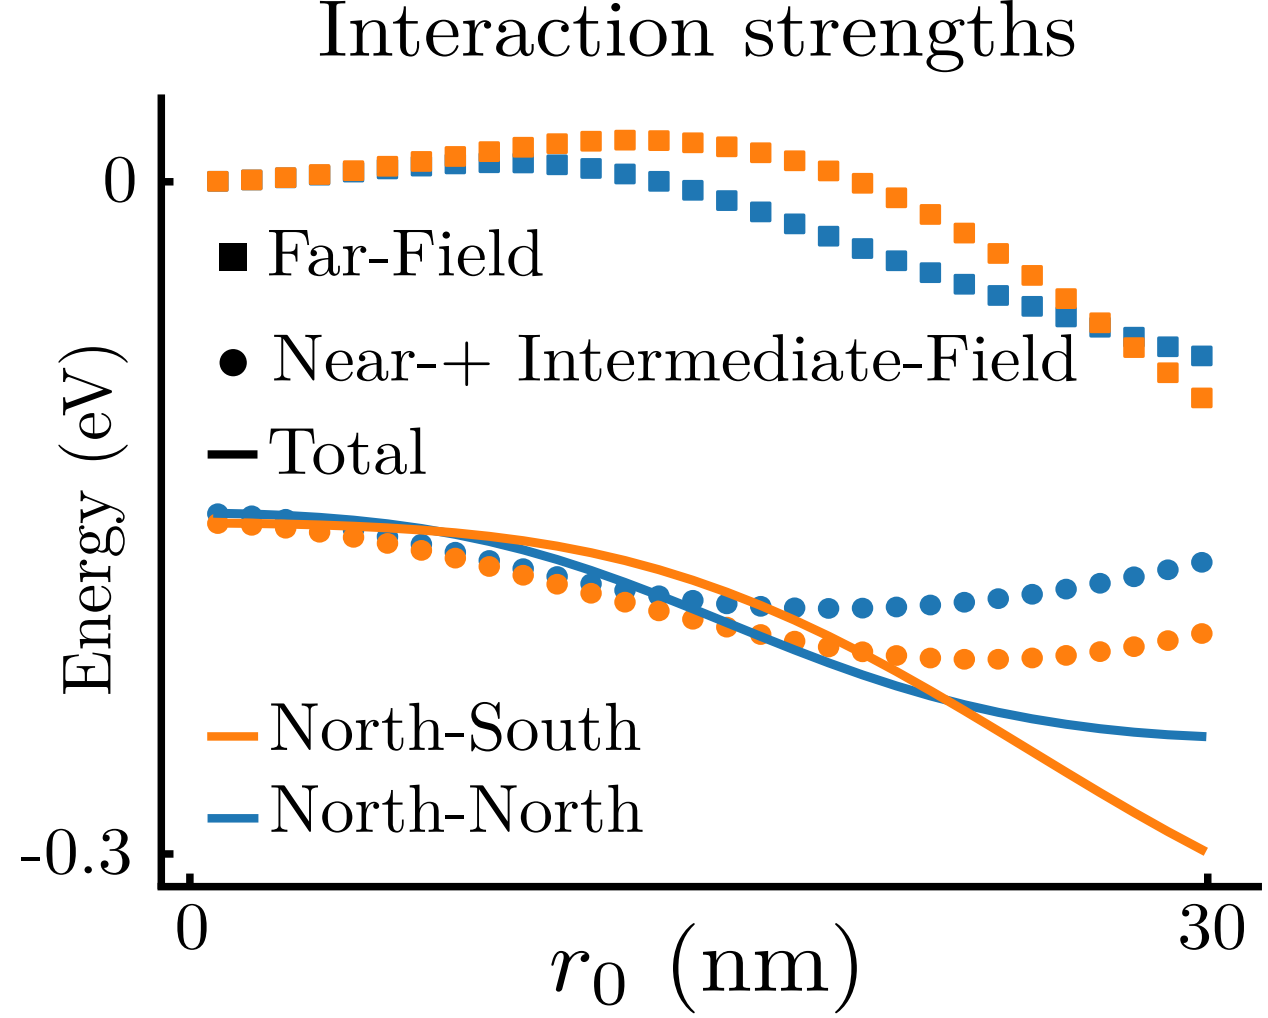 Interaction strengths
0
Far-Field
Near-+ Intermediate-Field
Total
Energy (eV)
North-South
North-North
-0.3
0
30
r₀ (nm)